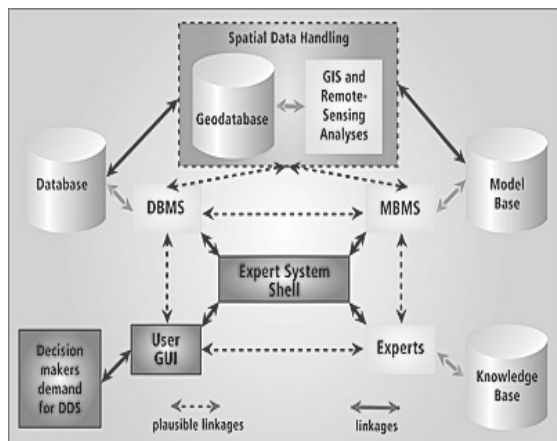 Spatial Data Handling
Geodatabase
GIS and
Remote-
Sensing
Analyses
Database
DBMS
MBMS
Model
Base
Expert System
Shell
Decision
makers
demand
for DDS
User
GUI
Experts
Knowledge
Base
plausible linkages
linkages